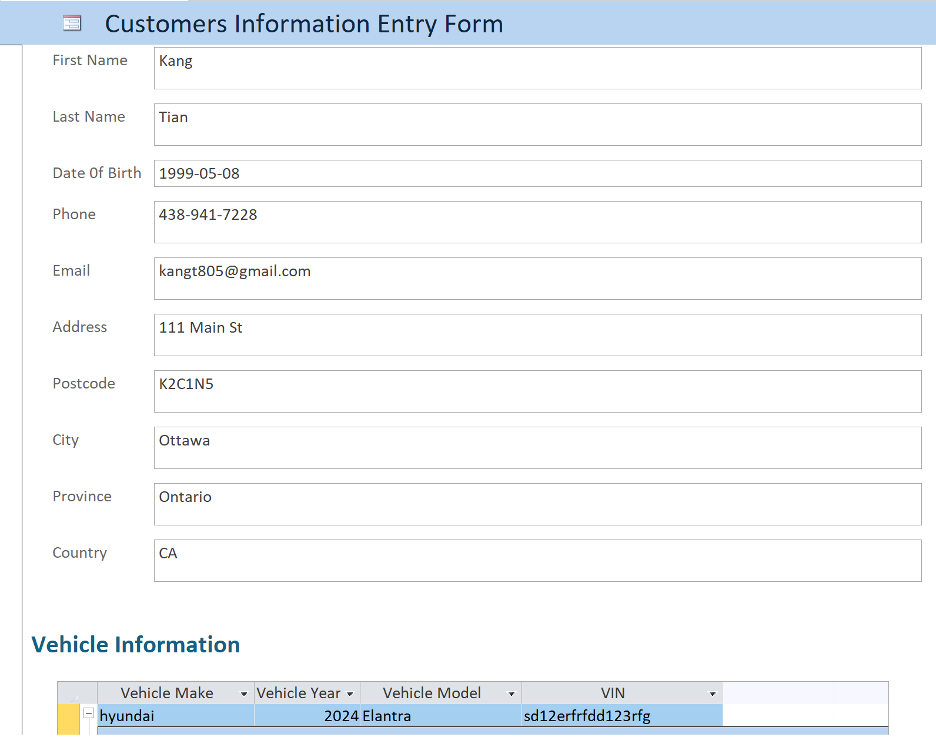 Customers Information Entry Form
First Name Kang
Last Name Tian
Date 0f Birth 1999-05-08
Phone 438-941-7228
Email kangt805@gmail.com
Address 111 Main St
Postcode K2C1N5
City Ottawa
Province Ontario
Country CA
Vehicle Information
Vehicle Make Vehicle Year Vehicle Model VIN
hyundai 2024 Elantra sd12erfrfdd123rfg